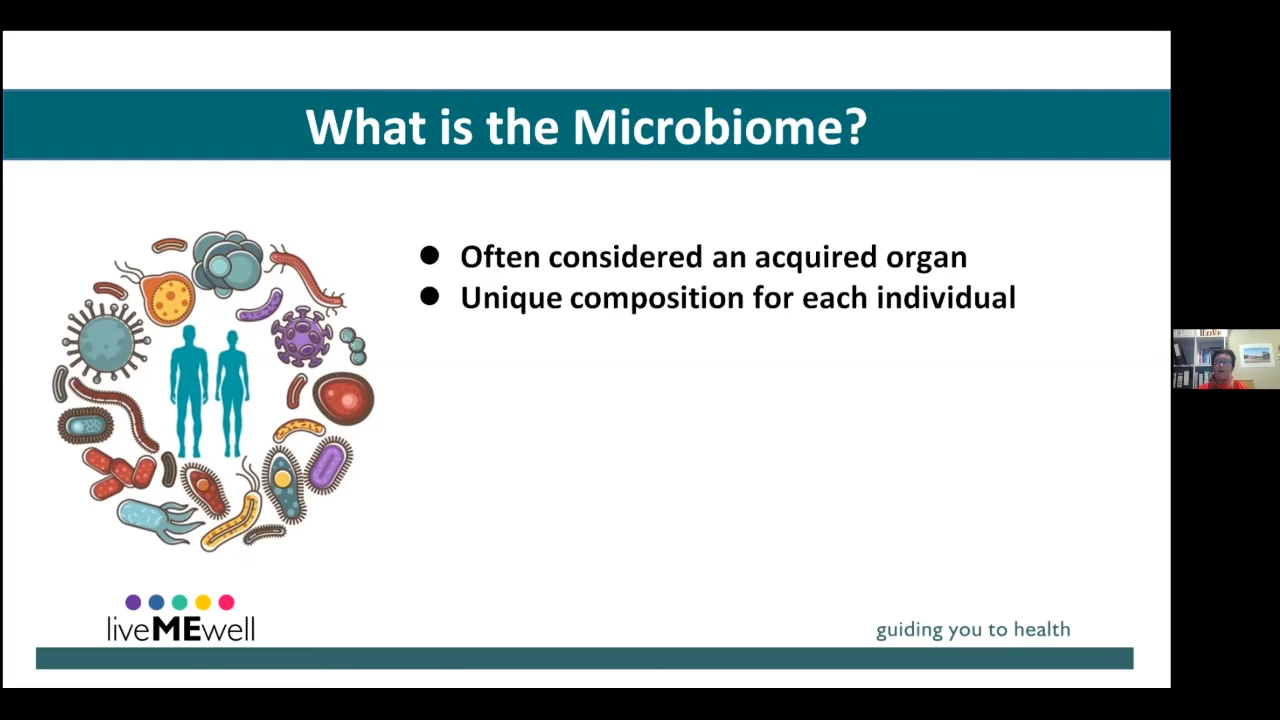 What is the Microbiome?
● Often considered an acquired organ
● Unique composition for each individual
liveMEwell
guiding you to health